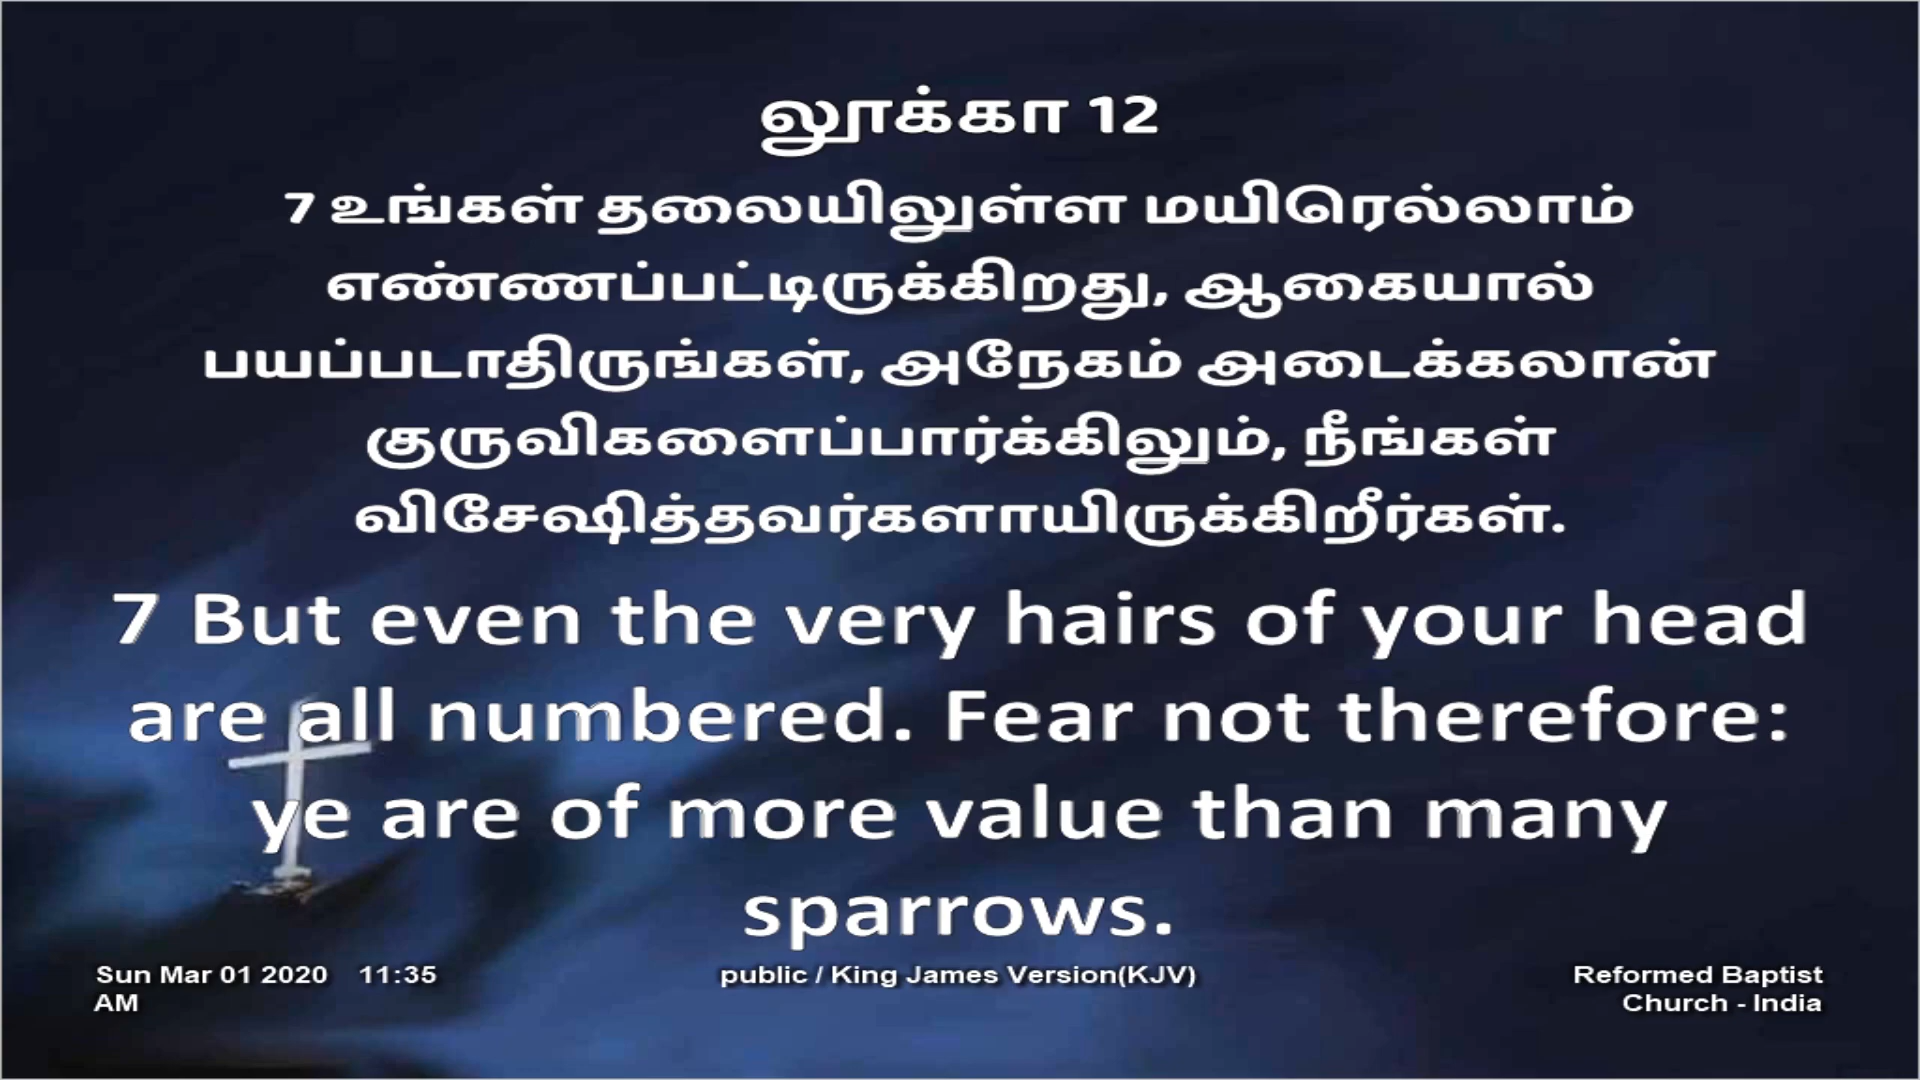 லூக்கா 12
7 உங்கள் தலையிலுள்ள மயிரெல்லாம்
எண்ணப்பட்டிருக்கிறது, ஆகையால்
பயப்படாதிருங்கள், அநேகம் அடைக்கலான்
குருவிகளைப்பார்க்கிலும், நீங்கள்
விசேஷித்தவர்களாயிருக்கிறீர்கள்.
7 But even the very hairs of your head
are all numbered. Fear not therefore:
ye are of more value than many
sparrows.
Sun Mar 01 2020 11:35
AM
public / King James Version(KJV)
Reformed Baptist
Church - India